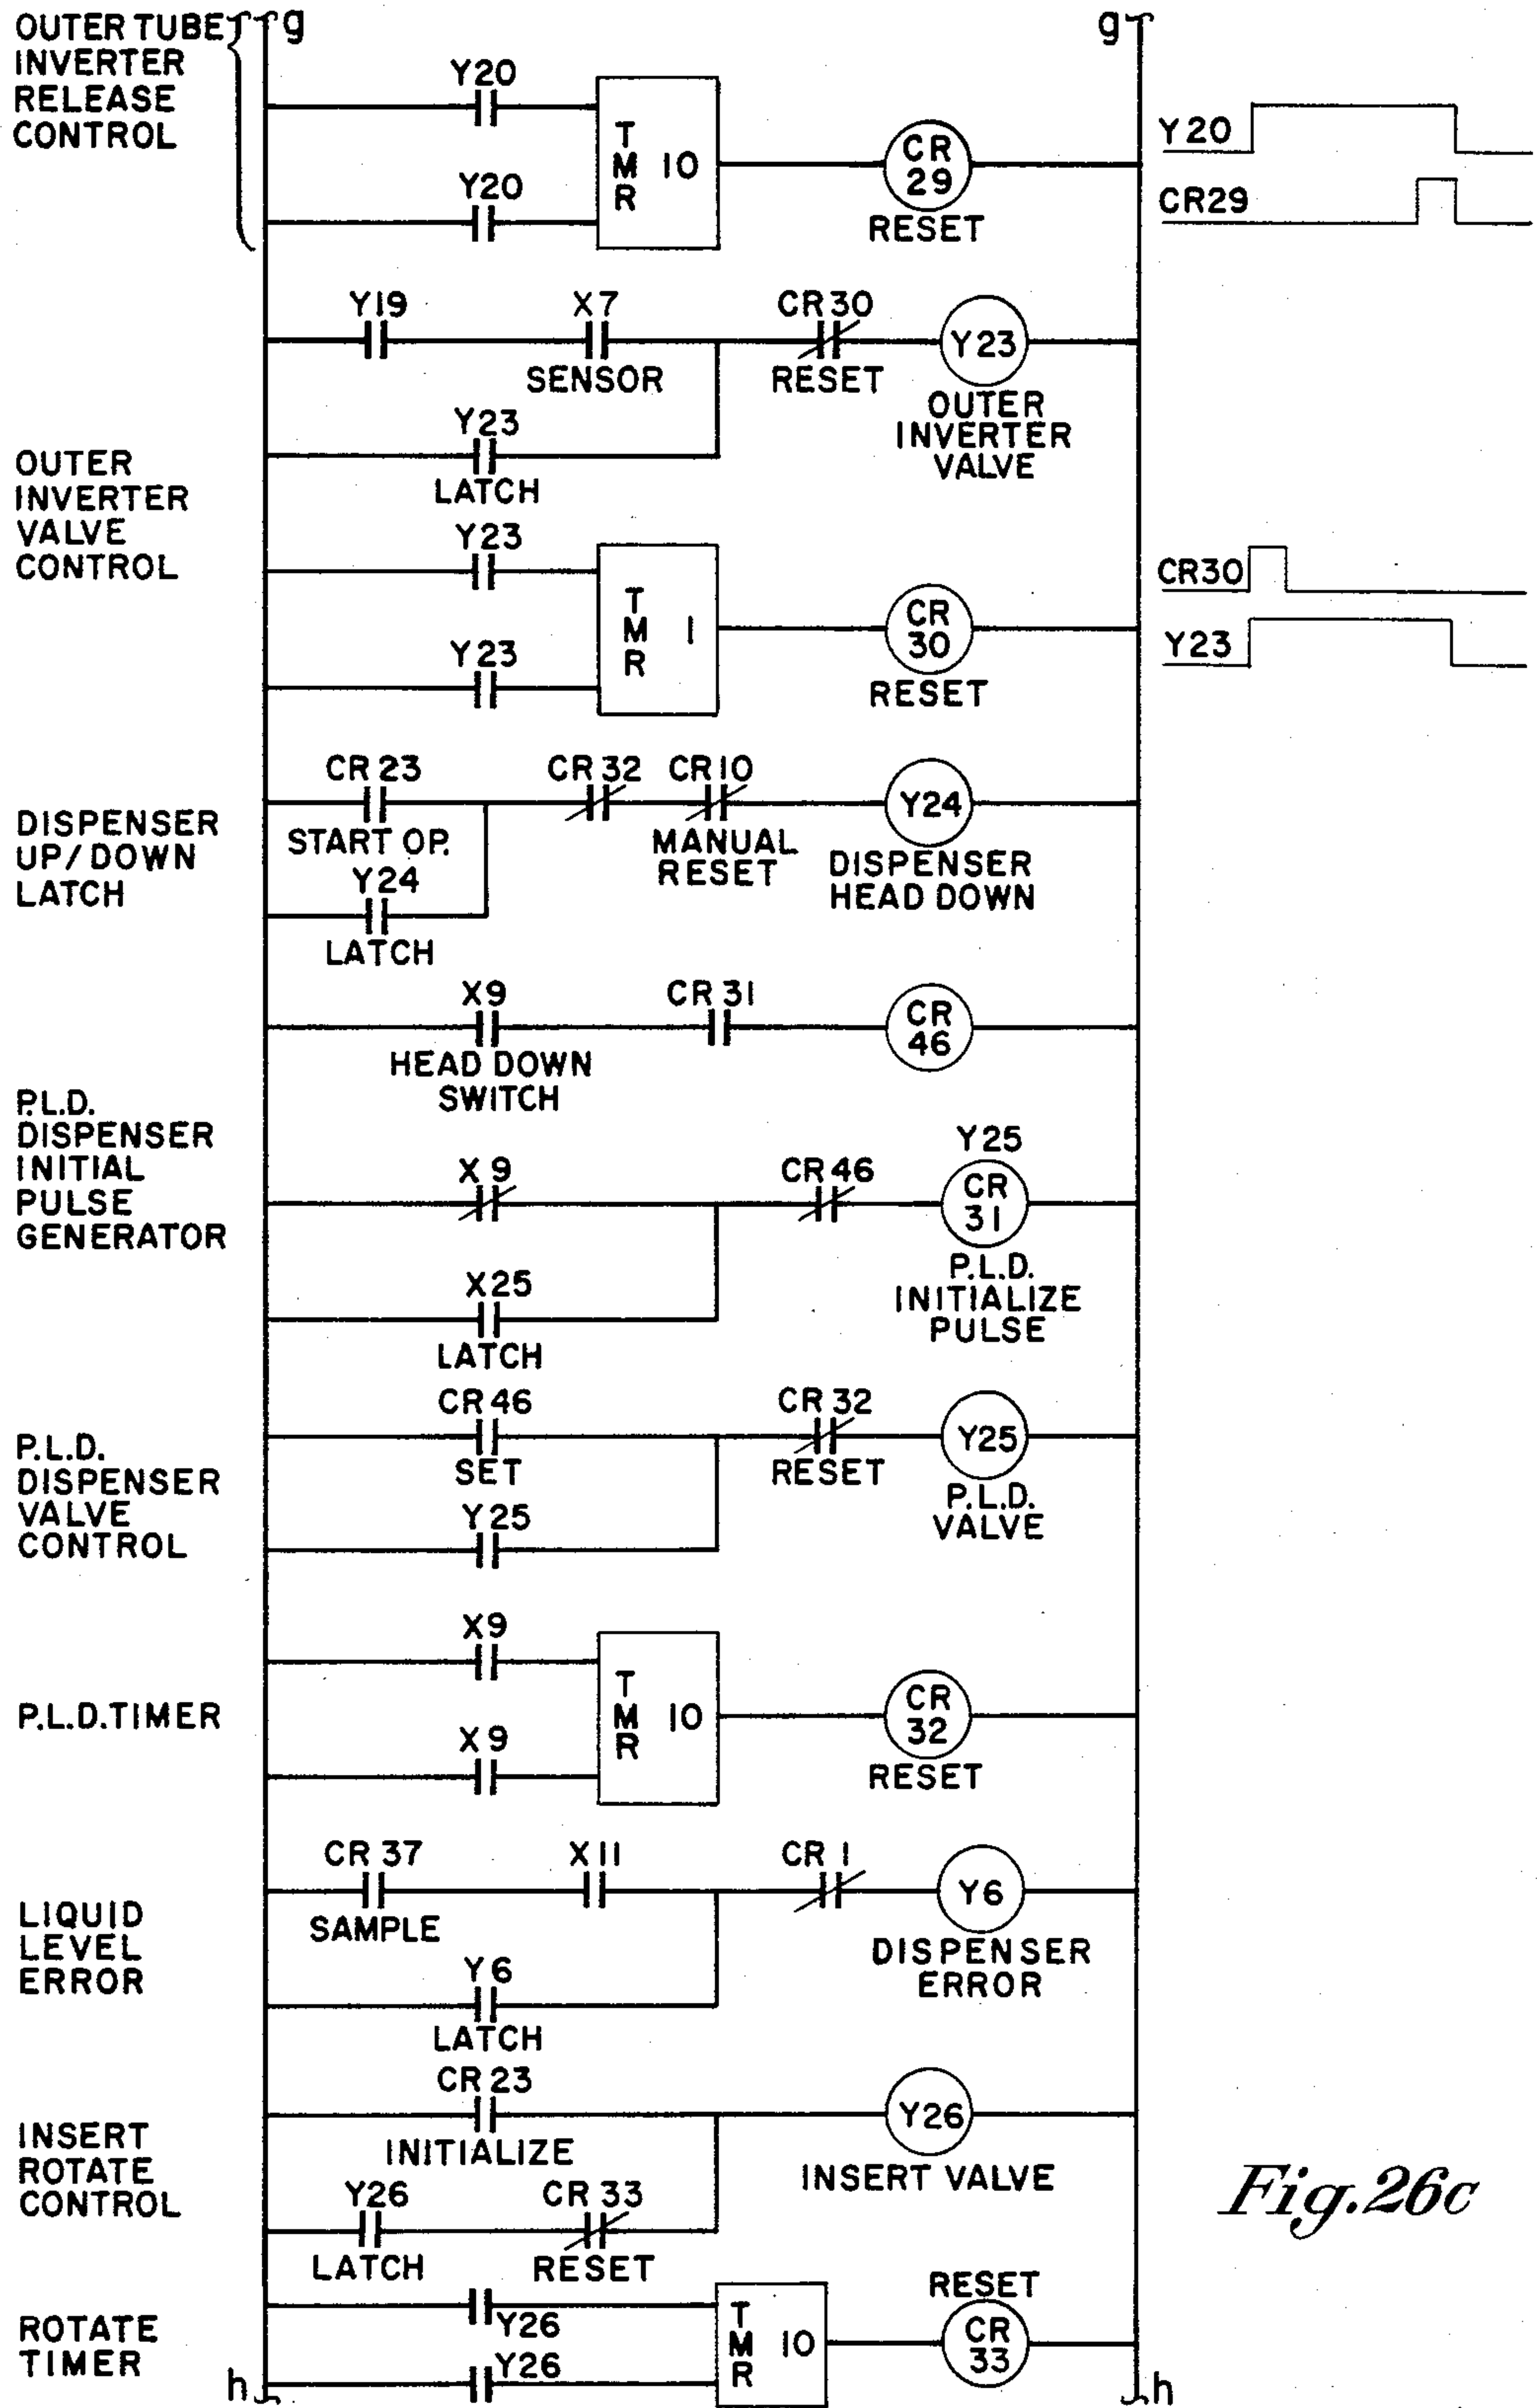 g
g
OUTER TUBE
INVERTER
RELEASE
CONTROL
Y20
Y20
TMR 10
CR
29
RESET
Y20
CR29
OUTER
INVERTER
VALVE
CONTROL
Y19
X7
SENSOR
CR30
RESET
Y23
OUTER
INVERTER
VALVE
Y23
LATCH
Y23
Y23
TMR 1
CR
30
RESET
CR30
Y23
DISPENSER
UP/DOWN
LATCH
CR 23
START OP.
CR 32
CR 10
MANUAL
RESET
Y24
DISPENSER
HEAD DOWN
Y24
LATCH
X9
HEAD DOWN
SWITCH
CR 31
CR
46
P.L.D.
DISPENSER
INITIAL
PULSE
GENERATOR
X 9
CR 46
Y25
CR
31
P.L.D.
INITIALIZE
PULSE
X25
LATCH
P.L.D.
DISPENSER
VALVE
CONTROL
CR 46
SET
CR 32
RESET
Y25
P.L.D.
VALVE
Y25
P.L.D. TIMER
X9
X9
TMR 10
CR
32
RESET
LIQUID
LEVEL
ERROR
CR 37
SAMPLE
X11
CR 1
Y6
DISPENSER
ERROR
Y6
LATCH
INSERT
ROTATE
CONTROL
CR 23
INITIALIZE
Y26
INSERT VALVE
Y26
LATCH
CR 33
RESET
ROTATE
TIMER
Y26
Y26
TMR 10
RESET
CR
33
h
h
Fig.26c